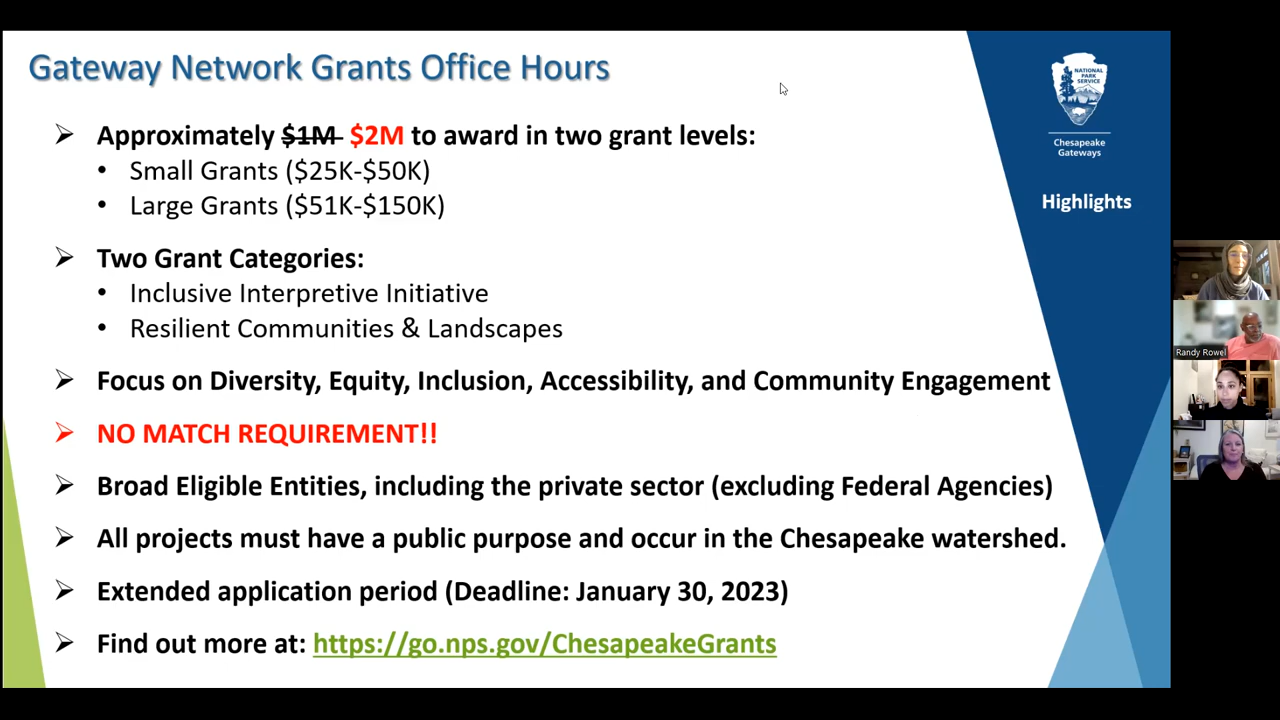 Gateway Network Grants Office Hours
➢ Approximately $1M $2M to award in two grant levels:
• Small Grants ($25K-$50K)
• Large Grants ($51K-$150K)
➢ Two Grant Categories:
• Inclusive Interpretive Initiative
• Resilient Communities & Landscapes
➢ Focus on Diversity, Equity, Inclusion, Accessibility, and Community Engagement
➢ NO MATCH REQUIREMENT!!
➢ Broad Eligible Entities, including the private sector (excluding Federal Agencies)
➢ All projects must have a public purpose and occur in the Chesapeake watershed.
➢ Extended application period (Deadline: January 30, 2023)
➢ Find out more at: https://go.nps.gov/ChesapeakeGrants
NATIONAL
PARK
SERVICE
Chesapeake
Gateways
Highlights
Randy Rowel